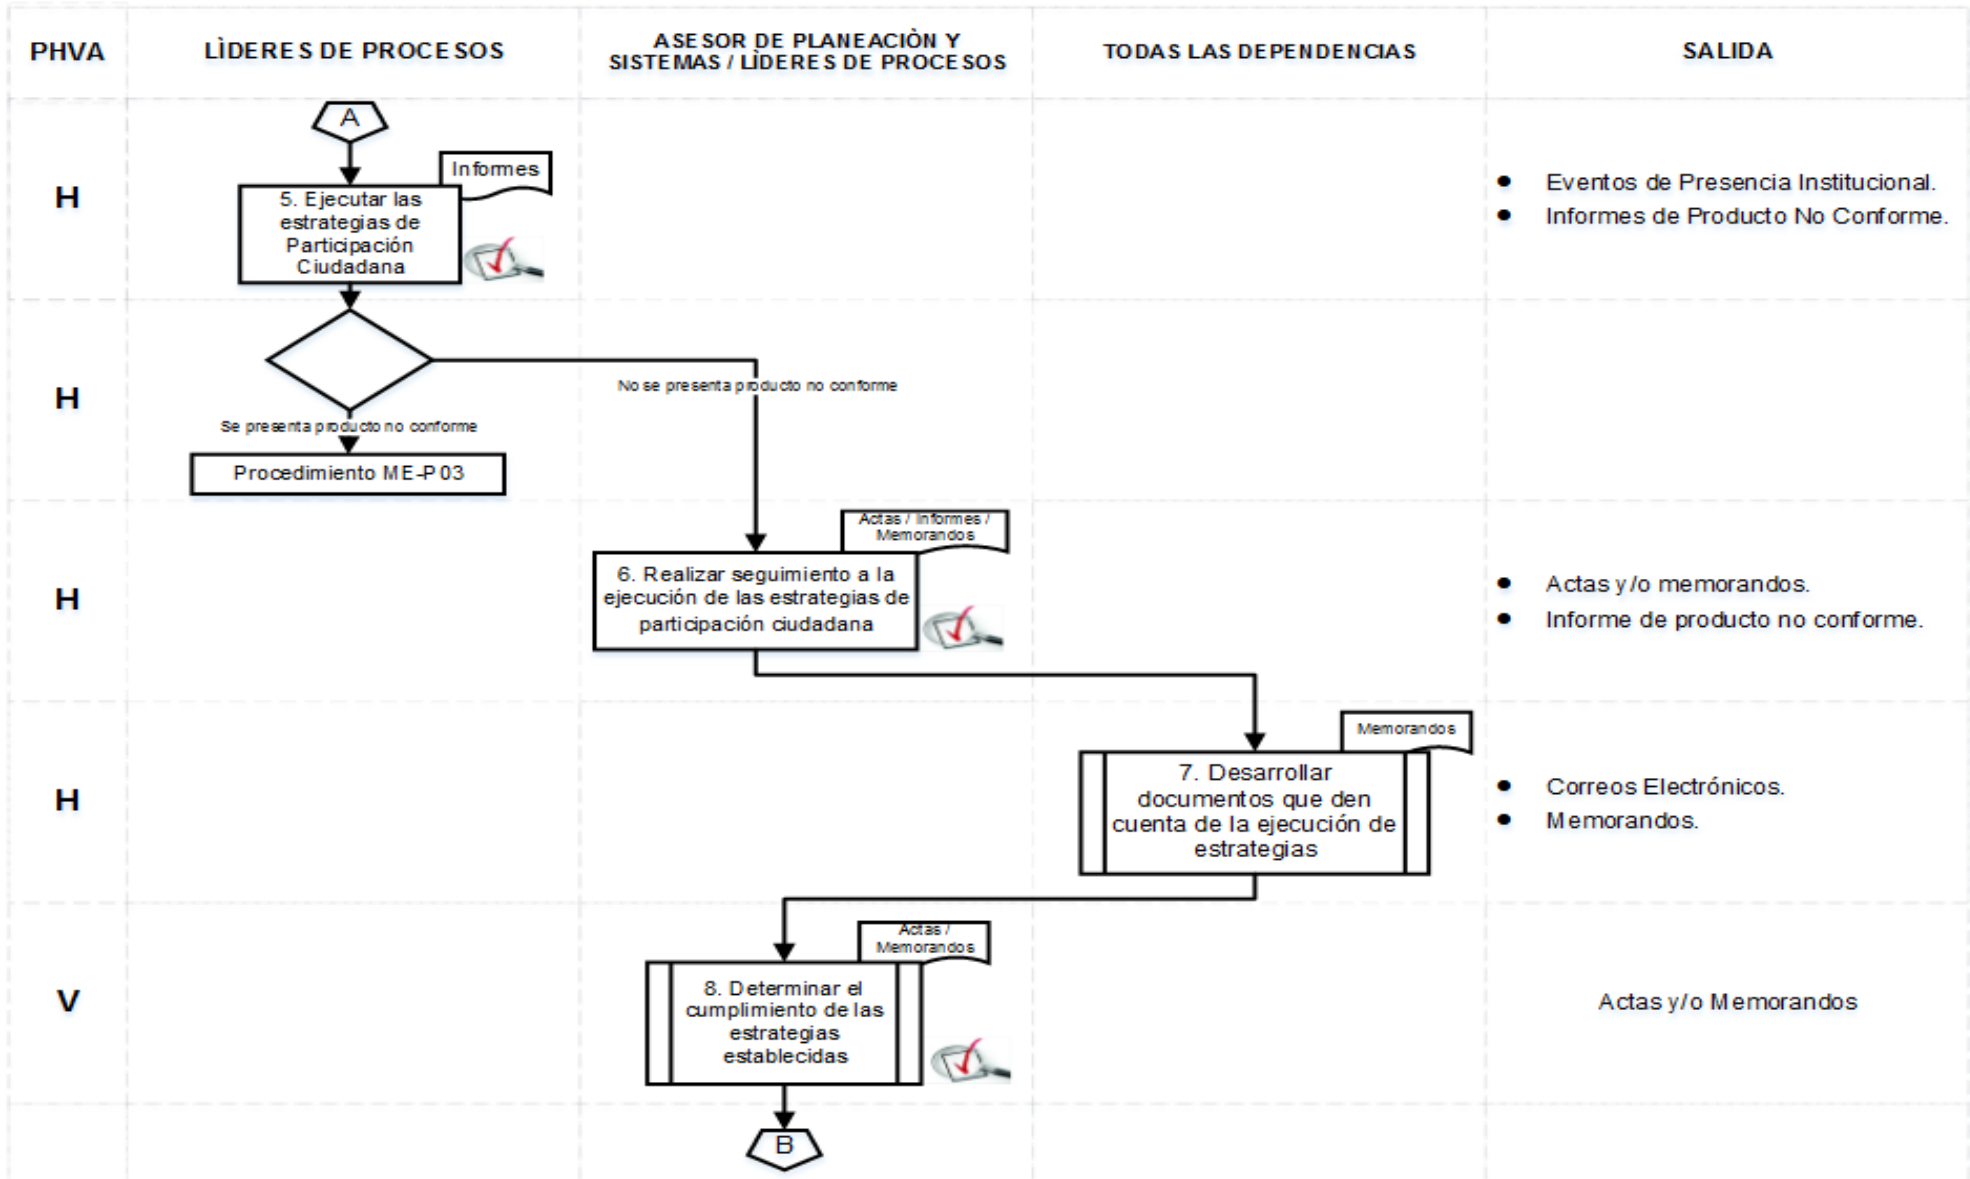 PHVA
LÌDERES DE PROCESOS
ASESOR DE PLANEACIÒN Y
SISTEMAS / LÌDERES DE PROCESOS
TODAS LAS DEPENDENCIAS
SALIDA
A
Informes
H
5. Ejecutar las
estrategias de
Participación
Ciudadana
Eventos de Presencia Institucional.
Informes de Producto No Conforme.
H
No se presenta producto no conforme
Se presenta producto no conforme
Procedimiento ME-P03
Actas / Informes /
Memorandos
H
6. Realizar seguimiento a la
ejecución de las estrategias de
participación ciudadana
Actas y/o memorandos.
Informe de producto no conforme.
Memorandos
H
7. Desarrollar
documentos que den
cuenta de la ejecución de
estrategias
Correos Electrónicos.
Memorandos.
Actas /
Memorandos
V
8. Determinar el
cumplimiento de las
estrategias
establecidas
Actas y/o Memorandos
B